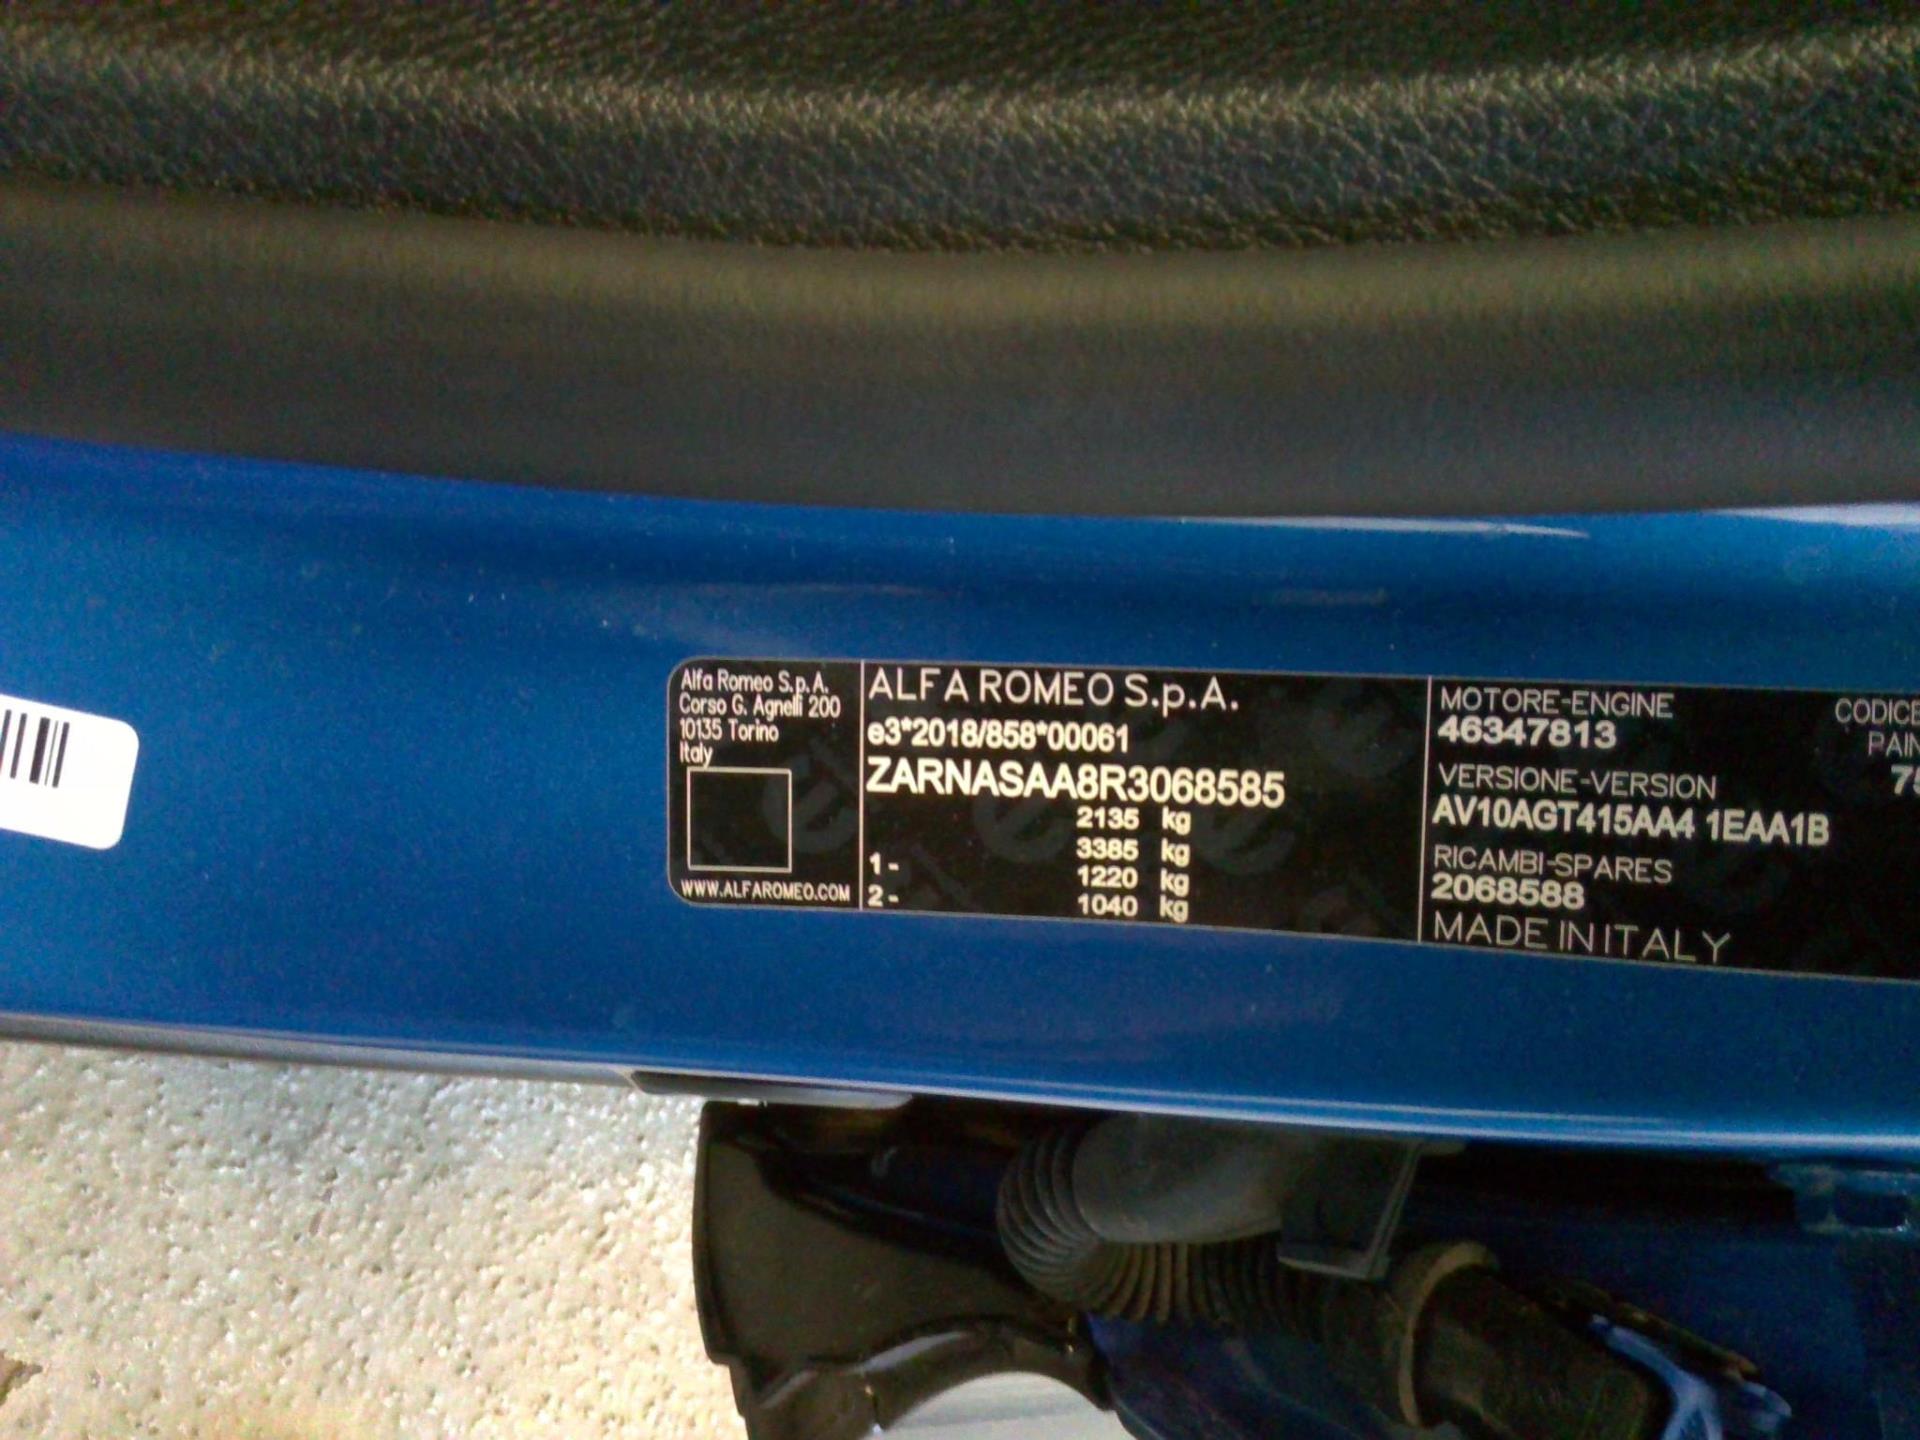 Alfa Romeo S.p.A.
Corso G. Agnelli 200
10135 Torino
Italy
WWW.ALFAROMEO.COM
ALFA ROMEO S.p.A.
e3*2018/858*00061
ZARNASAA8R3068585
2135 kg
3385 kg
1- 1220 kg
2- 1040 kg
MOTORE-ENGINE
46347813
VERSIONE-VERSION
AV10AGT415AA4 1EAA1B
RICAMBI-SPARES
2068588
MADE IN ITALY
CODICE